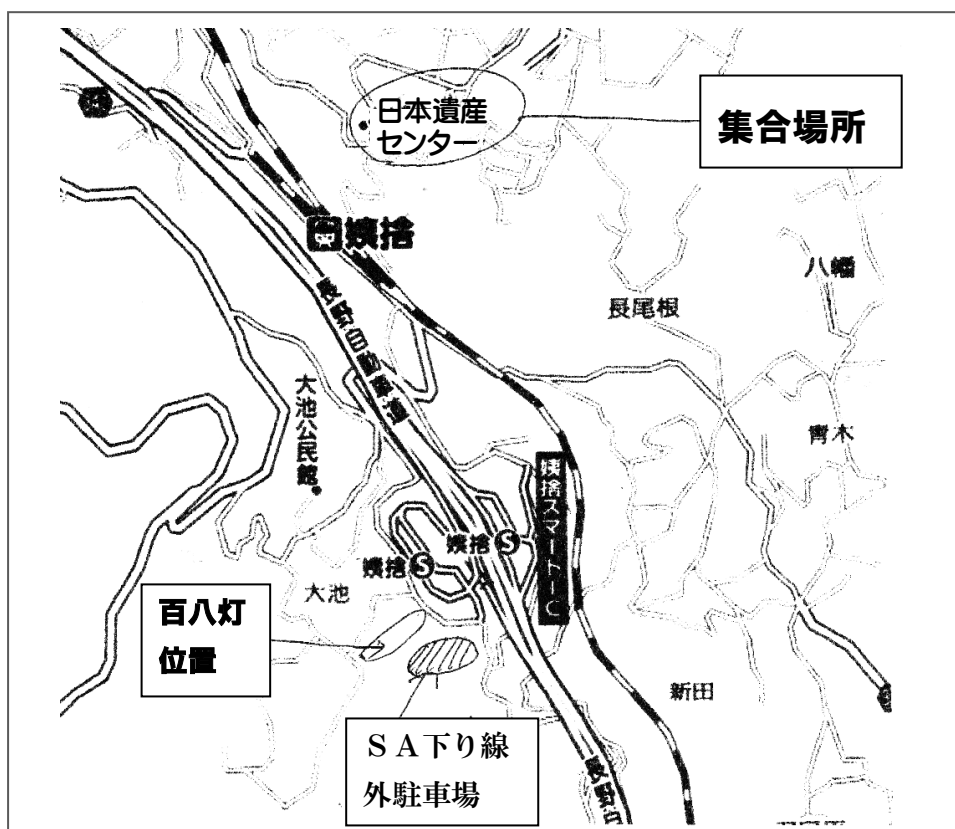 日本遺産
センター
集合場所
姨捨
八幡
長尾根
長野自動車道
大池公民館
青木
姨捨スマートIC
姨捨 S
姨捨 S
大池
百八灯
位置
新田
ＳＡ下り線
外駐車場
長野自